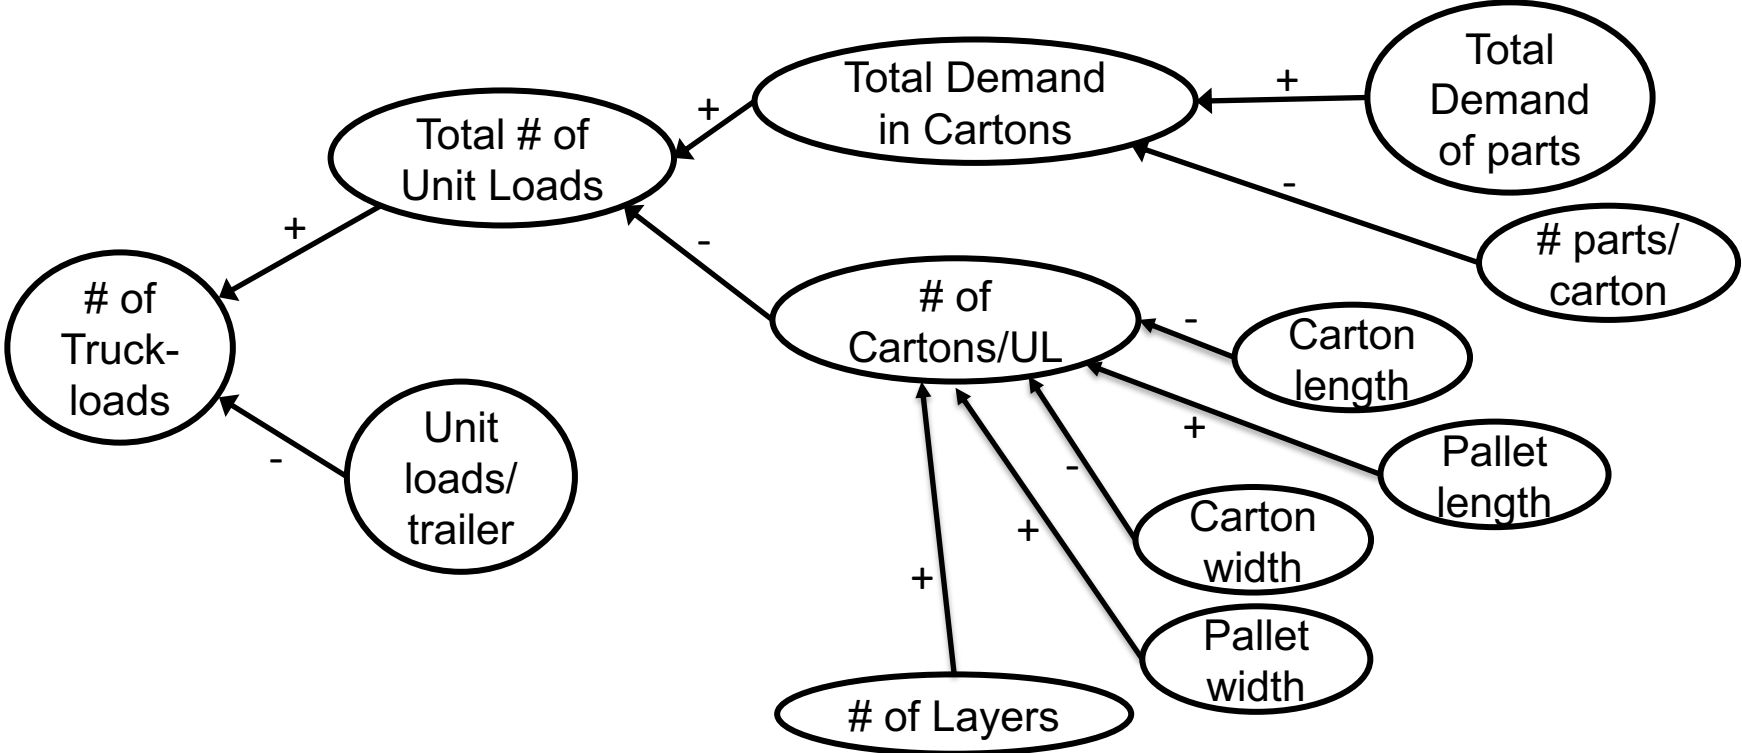 Total Demand
in Cartons
Total
Demand
of parts
+
+
Total # of
Unit Loads
-
# parts/
carton
+
-
# of
Truck-
loads
# of
Cartons/UL
-
Carton
length
Unit
loads/
trailer
-
+
Pallet
length
-
Carton
width
+
+
Pallet
width
# of Layers